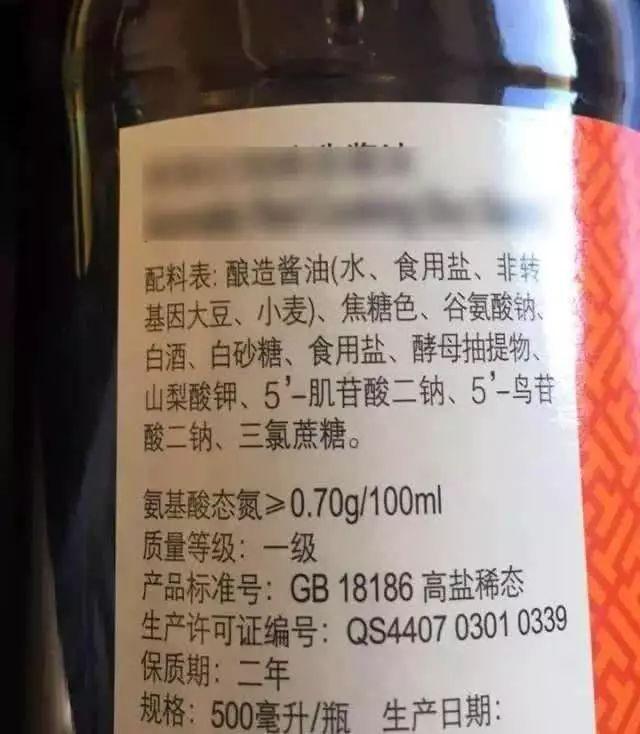 配料表: 酿造酱油(水、食用盐、非转
基因大豆、小麦)、焦糖色、谷氨酸钠、
白酒、白砂糖、食用盐、酵母抽提物、
山梨酸钾、5’-肌苷酸二钠、5’-鸟苷
酸二钠、三氯蔗糖。
氨基酸态氮≥0.70g/100ml
质量等级: 一级
产品标准号: GB 18186 高盐稀态
生产许可证编号: QS4407 0301 0339
保质期: 二年
规格: 500毫升/瓶 生产日期: